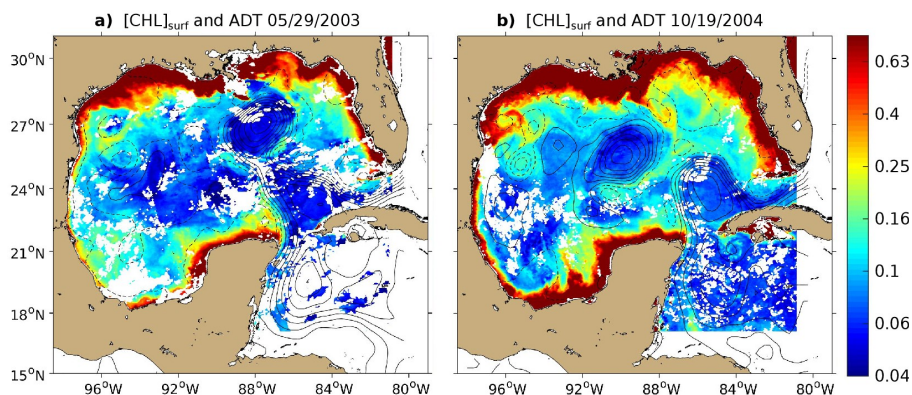 a) [CHL]surf and ADT 05/29/2003
b) [CHL]surf and ADT 10/19/2004
30°N
27°N
24°N
21°N
18°N
15°N
96°W 92°W 88°W 84°W 80°W
96°W 92°W 88°W 84°W 80°W
0.63
0.4
0.25
0.16
0.1
0.06
0.04